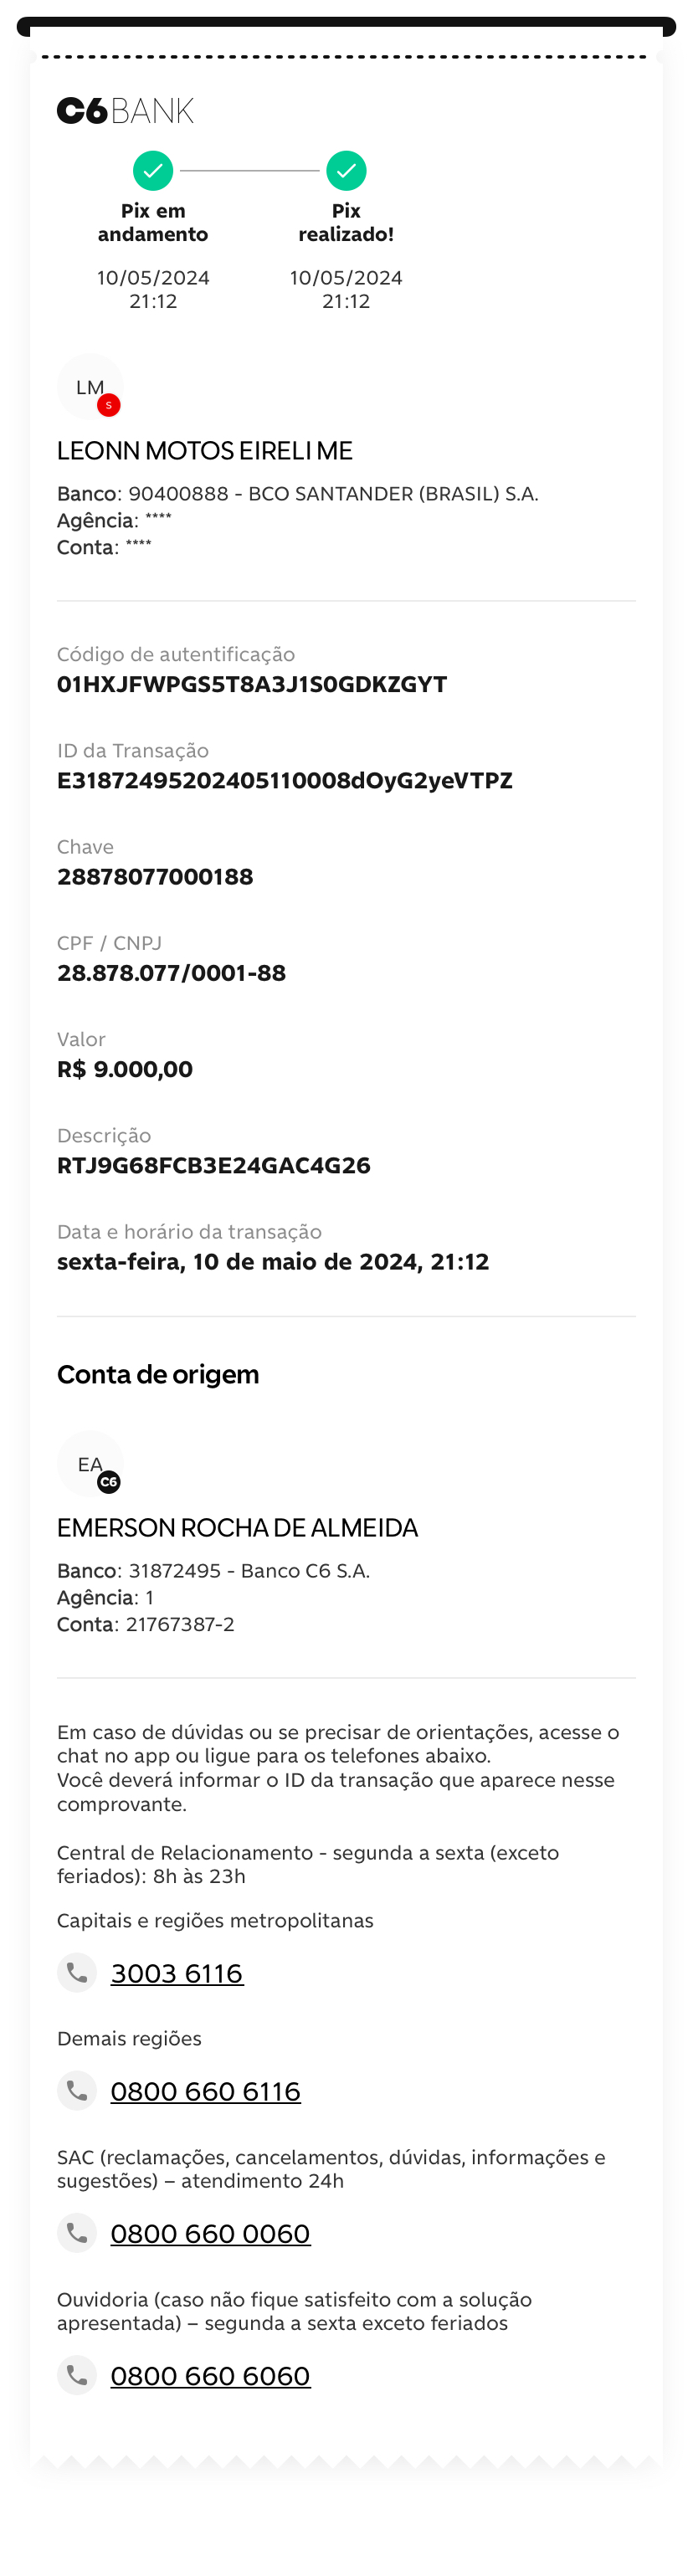 C6 BANK
Pix em
andamento
Pix
realizado!
10/05/2024
21:12
10/05/2024
21:12
LM
S
LEONN MOTOS EIRELI ME
Banco: 90400888 - BCO SANTANDER (BRASIL) S.A.
Agência: ****
Conta: ****
Código de autentificação
01HXJFWPGS5T8A3J1S0GDKZGYT
ID da Transação
E31872495202405110008dOyG2yeVTPZ
Chave
28878077000188
CPF / CNPJ
28.878.077/0001-88
Valor
R$ 9.000,00
Descrição
RTJ9G68FCB3E24GAC4G26
Data e horário da transação
sexta-feira, 10 de maio de 2024, 21:12
Conta de origem
EA
C6
EMERSON ROCHA DE ALMEIDA
Banco: 31872495 - Banco C6 S.A.
Agência: 1
Conta: 21767387-2
Em caso de dúvidas ou se precisar de orientações, acesse o
chat no app ou ligue para os telefones abaixo.
Você deverá informar o ID da transação que aparece nesse
comprovante.
Central de Relacionamento - segunda a sexta (exceto
feriados): 8h às 23h
Capitais e regiões metropolitanas
3003 6116
Demais regiões
0800 660 6116
SAC (reclamações, cancelamentos, dúvidas, informações e
sugestões) – atendimento 24h
0800 660 0060
Ouvidoria (caso não fique satisfeito com a solução
apresentada) – segunda a sexta exceto feriados
0800 660 6060